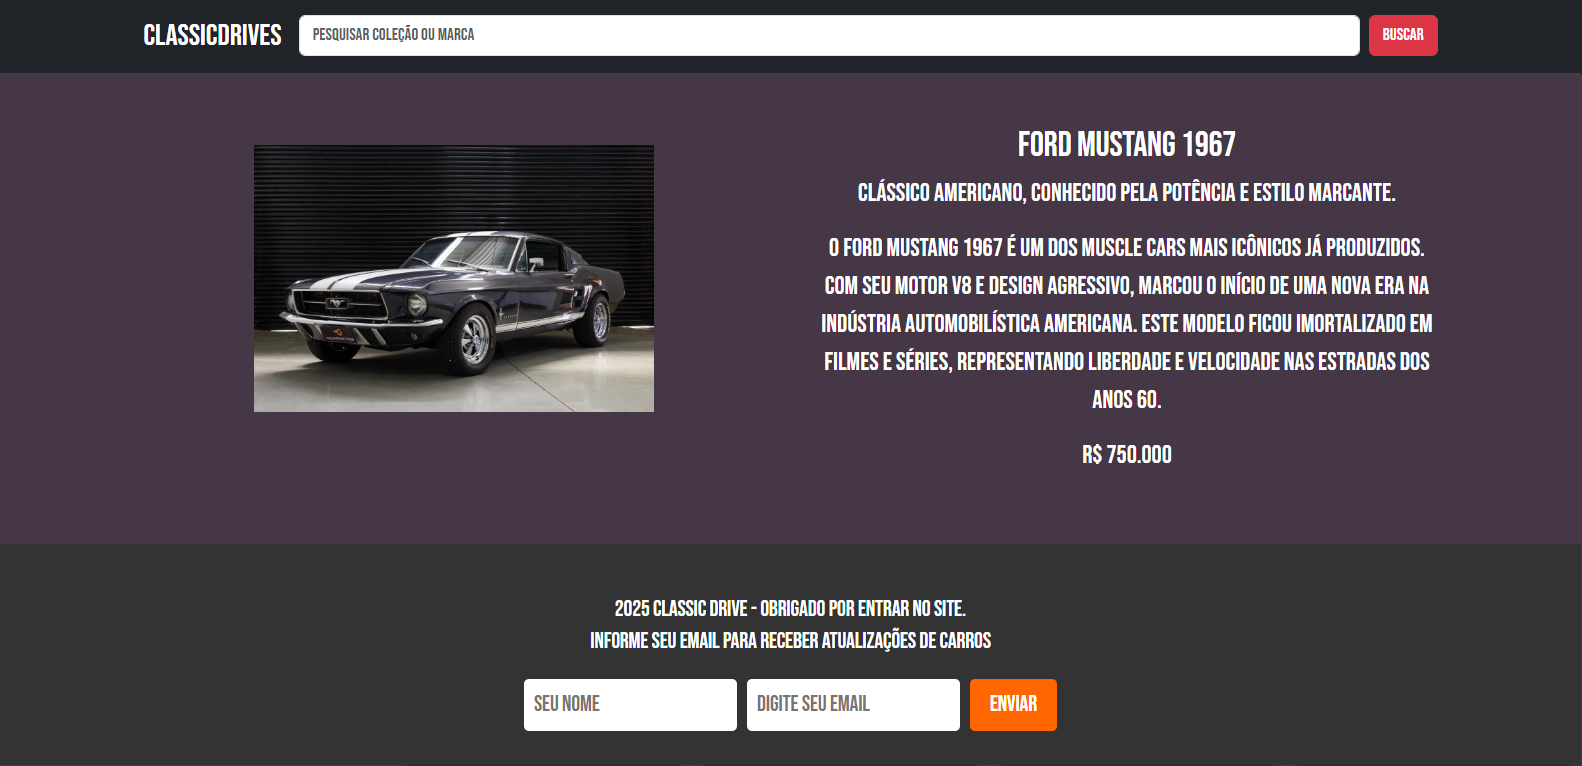 CLASSICDRIVES
PESQUISAR COLEÇÃO OU MARCA
BUSCAR
FORD MUSTANG 1967
CLÁSSICO AMERICANO, CONHECIDO PELA POTÊNCIA E ESTILO MARCANTE.
O FORD MUSTANG 1967 É UM DOS MUSCLE CARS MAIS ICÔNICOS JÁ PRODUZIDOS.
COM SEU MOTOR V8 E DESIGN AGRESSIVO, MARCOU O INÍCIO DE UMA NOVA ERA NA
INDÚSTRIA AUTOMOBILÍSTICA AMERICANA. ESTE MODELO FICOU IMORTALIZADO EM
FILMES E SÉRIES, REPRESENTANDO LIBERDADE E VELOCIDADE NAS ESTRADAS DOS
ANOS 60.
R$ 750.000
2025 CLASSIC DRIVE - OBRIGADO POR ENTRAR NO SITE.
INFORME SEU EMAIL PARA RECEBER ATUALIZAÇÕES DE CARROS
SEU NOME
DIGITE SEU EMAIL
ENVIAR